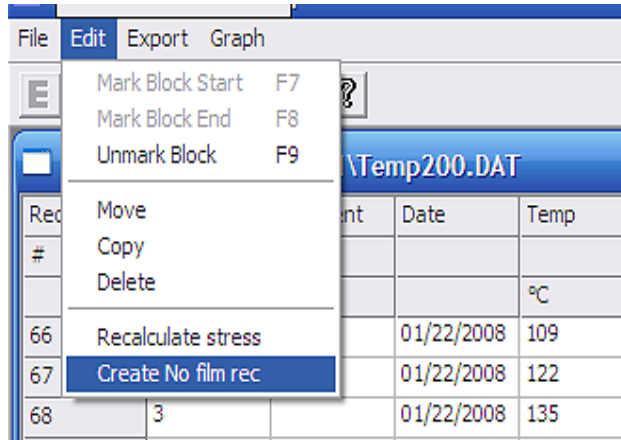 File Edit Export Graph
E
Mark Block Start F7
Mark Block End F8
Unmark Block F9
\Temp200.DAT
Move
Copy
Delete
Recalculate stress
Create No film rec
Rec nt Date Temp
#
°C
66 01/22/2008 109
67 01/22/2008 122
68 3 01/22/2008 135